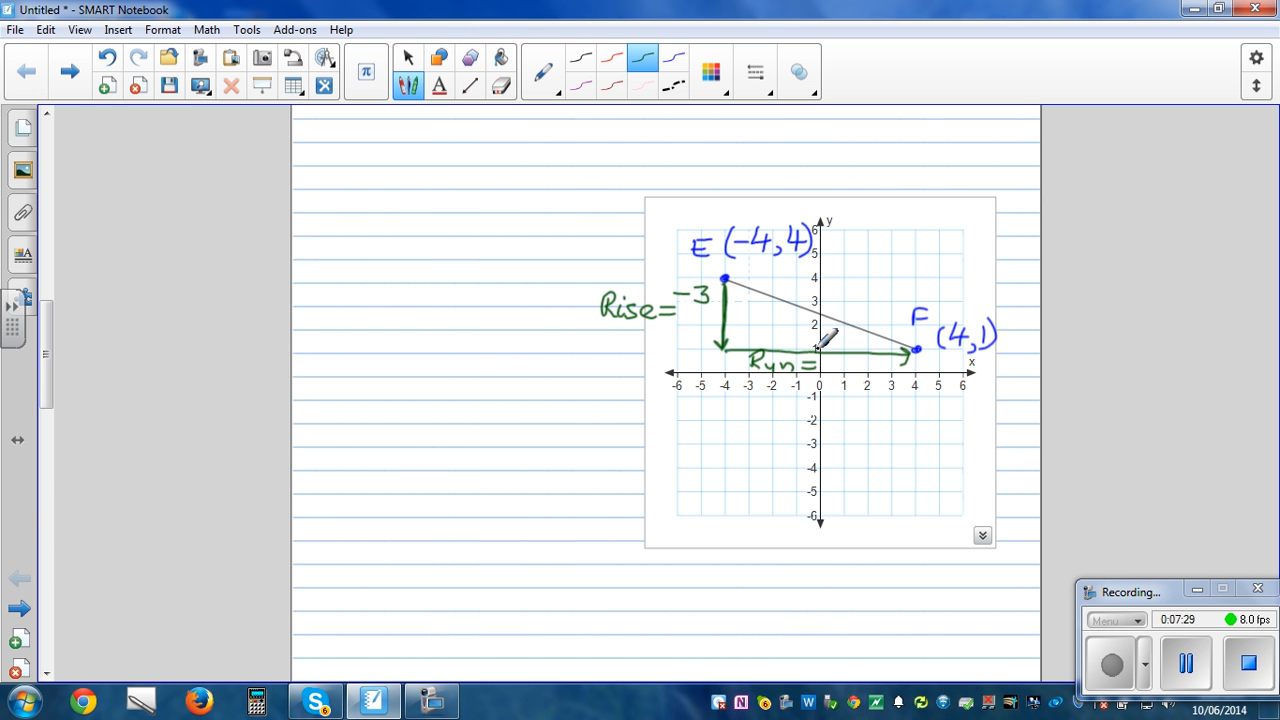 Untitled * - SMART Notebook
File Edit View Insert Format Math Tools Add-ons Help
π
A
y
E (-4,4)
6
5
4
3
2
1
Rise = -3
F (4,1)
Run =
x
-6 -5 -4 -3 -2 -1 0 1 2 3 4 5 6
-1
-2
-3
-4
-5
-6
Recording...
Menu
0:07:29
8.0 fps
10/06/2014